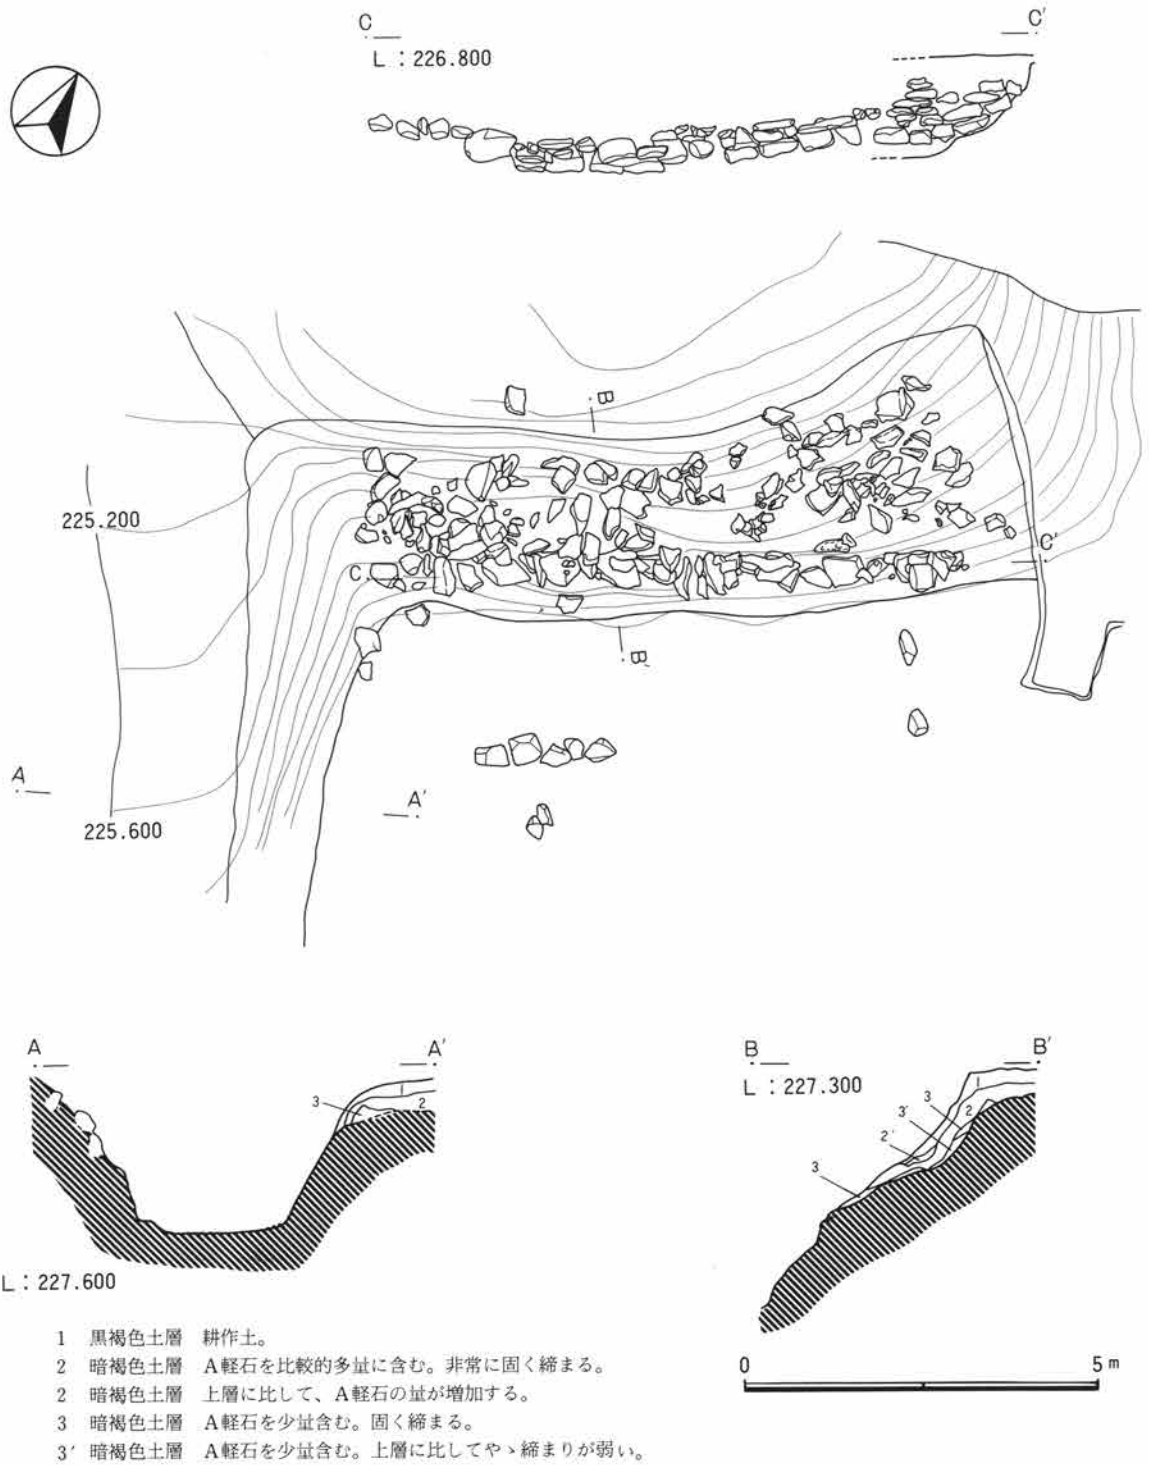 C C′
L：226.800
B
225.200
C C′
B′
A A′
225.600
A A′
3 1 2
L：227.600
B B′
L：227.300
1 3 2 3′ 2′ 3
1 黒褐色土層 耕作土。
2 暗褐色土層 A軽石を比較的多量に含む。非常に固く締まる。
2 暗褐色土層 上層に比して、A軽石の量が増加する。
3 暗褐色土層 A軽石を少量含む。固く締まる。
3′ 暗褐色土層 A軽石を少量含む。上層に比してやゝ締まりが弱い。
0 5m